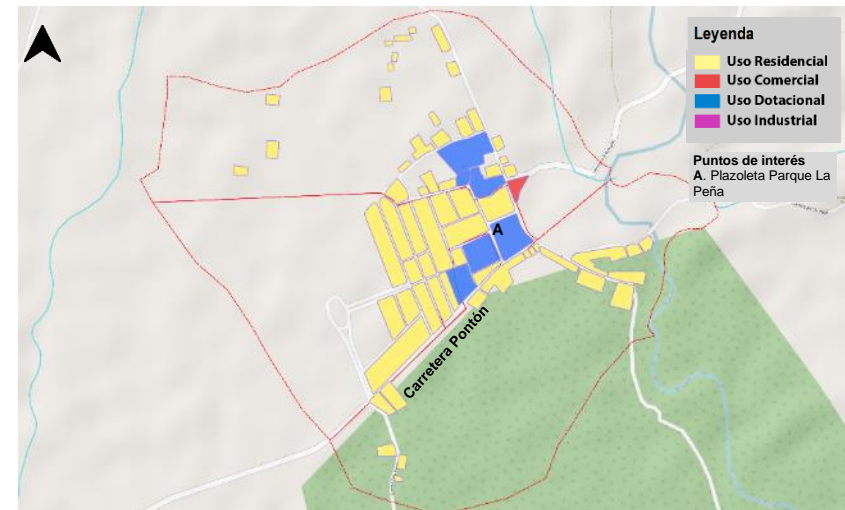 Leyenda
Uso Residencial
Uso Comercial
Uso Dotacional
Uso Industrial
Puntos de interés
A. Plazoleta Parque La
Peña
A
Carretera Pontón